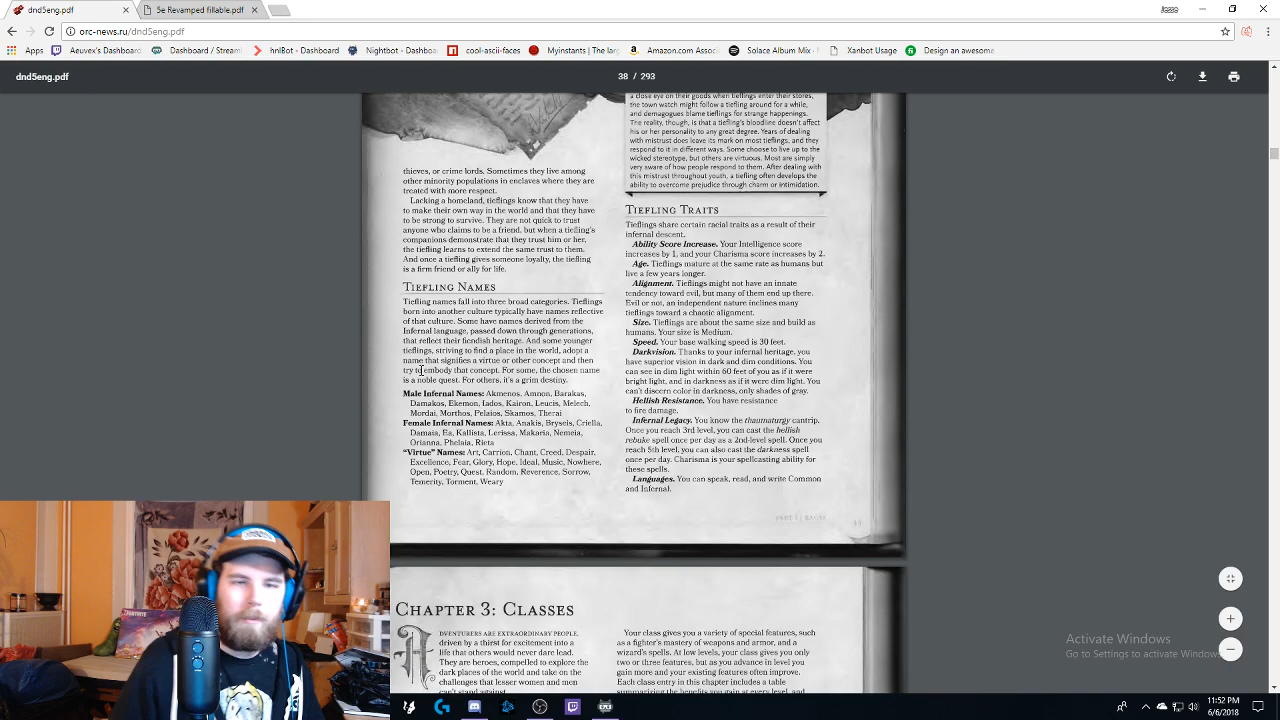 dnd5eng.pdf
5e Revamped fillable.pdf
orc-news.ru/dnd5eng.pdf
Apps
Aeuvex's Dashboard
Dashboard / Stream
hniBot - Dashboard
Nightbot - Dashboa
cool-ascii-faces
Myinstants | The larg
Amazon.com Associ
Solace Album Mix -
Xanbot Usage
Design an awesome
dnd5eng.pdf
38 / 293
thieves, or crime lords. Sometimes they live among
other minority populations in enclaves where they are
treated with more respect.
Lacking a homeland, tieflings know that they have
to make their own way in the world and that they have
to be strong to survive. They are not quick to trust
anyone who claims to be a friend, but when a tiefling's
companions demonstrate that they trust him or her,
the tiefling learns to extend the same trust to them.
And once a tiefling gives someone loyalty, the tiefling
is a firm friend or ally for life.
Tiefling Names
Tiefling names fall into three broad categories. Tieflings
born into another culture typically have names reflective
of that culture. Some have names derived from the
Infernal language, passed down through generations,
that reflect their fiendish heritage. And some younger
tieflings, striving to find a place in the world, adopt a
name that signifies a virtue or other concept and then
try to embody that concept. For some, the chosen name
is a noble quest. For others, it's a grim destiny.
Male Infernal Names: Akmenos, Amnon, Barakas,
Damakos, Ekemon, Iados, Kairon, Leucis, Melech,
Mordai, Morthos, Pelaios, Skamos, Therai
Female Infernal Names: Akta, Anakis, Bryseis, Criella,
Damaia, Ea, Kallista, Lerissa, Makaria, Nemeia,
Orianna, Phelaia, Rieta
"Virtue" Names: Art, Carrion, Chant, Creed, Despair,
Excellence, Fear, Glory, Hope, Ideal, Music, Nowhere,
Open, Poetry, Quest, Random, Reverence, Sorrow,
Temerity, Torment, Weary
a close eye on their goods when tieflings enter their stores,
the town watch might follow a tiefling around for a while,
and demagogues blame tieflings for strange happenings.
The reality, though, is that a tiefling's bloodline doesn't affect
his or her personality to any great degree. Years of dealing
with mistrust does leave its mark on most tieflings, and they
respond to it in different ways. Some choose to live up to the
wicked stereotype, but others are virtuous. Most are simply
very aware of how people respond to them. After dealing with
this mistrust throughout youth, a tiefling often develops the
ability to overcome prejudice through charm or intimidation.
Tiefling Traits
Tieflings share certain racial traits as a result of their
infernal descent.
Ability Score Increase. Your Intelligence score
increases by 1, and your Charisma score increases by 2.
Age. Tieflings mature at the same rate as humans but
live a few years longer.
Alignment. Tieflings might not have an innate
tendency toward evil, but many of them end up there.
Evil or not, an independent nature inclines many
tieflings toward a chaotic alignment.
Size. Tieflings are about the same size and build as
humans. Your size is Medium.
Speed. Your base walking speed is 30 feet.
Darkvision. Thanks to your infernal heritage, you
have superior vision in dark and dim conditions. You
can see in dim light within 60 feet of you as if it were
bright light, and in darkness as if it were dim light. You
can't discern color in darkness, only shades of gray.
Hellish Resistance. You have resistance
to fire damage.
Infernal Legacy. You know the thaumaturgy cantrip.
Once you reach 3rd level, you can cast the hellish
rebuke spell once per day as a 2nd-level spell. Once you
reach 5th level, you can also cast the darkness spell
once per day. Charisma is your spellcasting ability for
these spells.
Languages. You can speak, read, and write Common
and Infernal.
PART 1 | RACES
Chapter 3: Classes
Adventurers are extraordinary people,
driven by a thirst for excitement into a
life that others would never dare lead.
They are heroes, compelled to explore the
dark places of the world and take on the
challenges that lesser women and men
can't stand against.
Your class gives you a variety of special features, such
as a fighter's mastery of weapons and armor, and a
wizard's spells. At low levels, your class gives you only
two or three features, but as you advance in level you
gain more and your existing features often improve.
Each class entry in this chapter includes a table
summarizing the benefits you gain at every level, and
Activate Windows
Go to Settings to activate Window
11:52 PM
6/6/2018